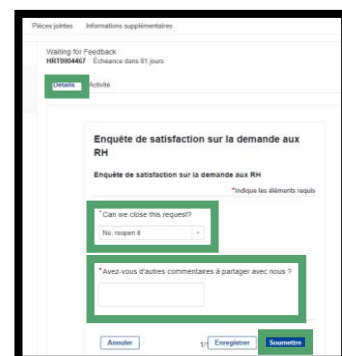 Pièces jointes Informations supplémentaires
Waiting for Feedback
HRT0004467 Échéance dans 01 jours
Détails Activité
Enquête de satisfaction sur la demande aux
RH
Enquête de satisfaction sur la demande aux RH
*Indique les éléments requis
*Can we close this request?
No, reopen it
*Avez-vous d'autres commentaires à partager avec nous ?
Annuler 1/ Enregistrer Soumettre